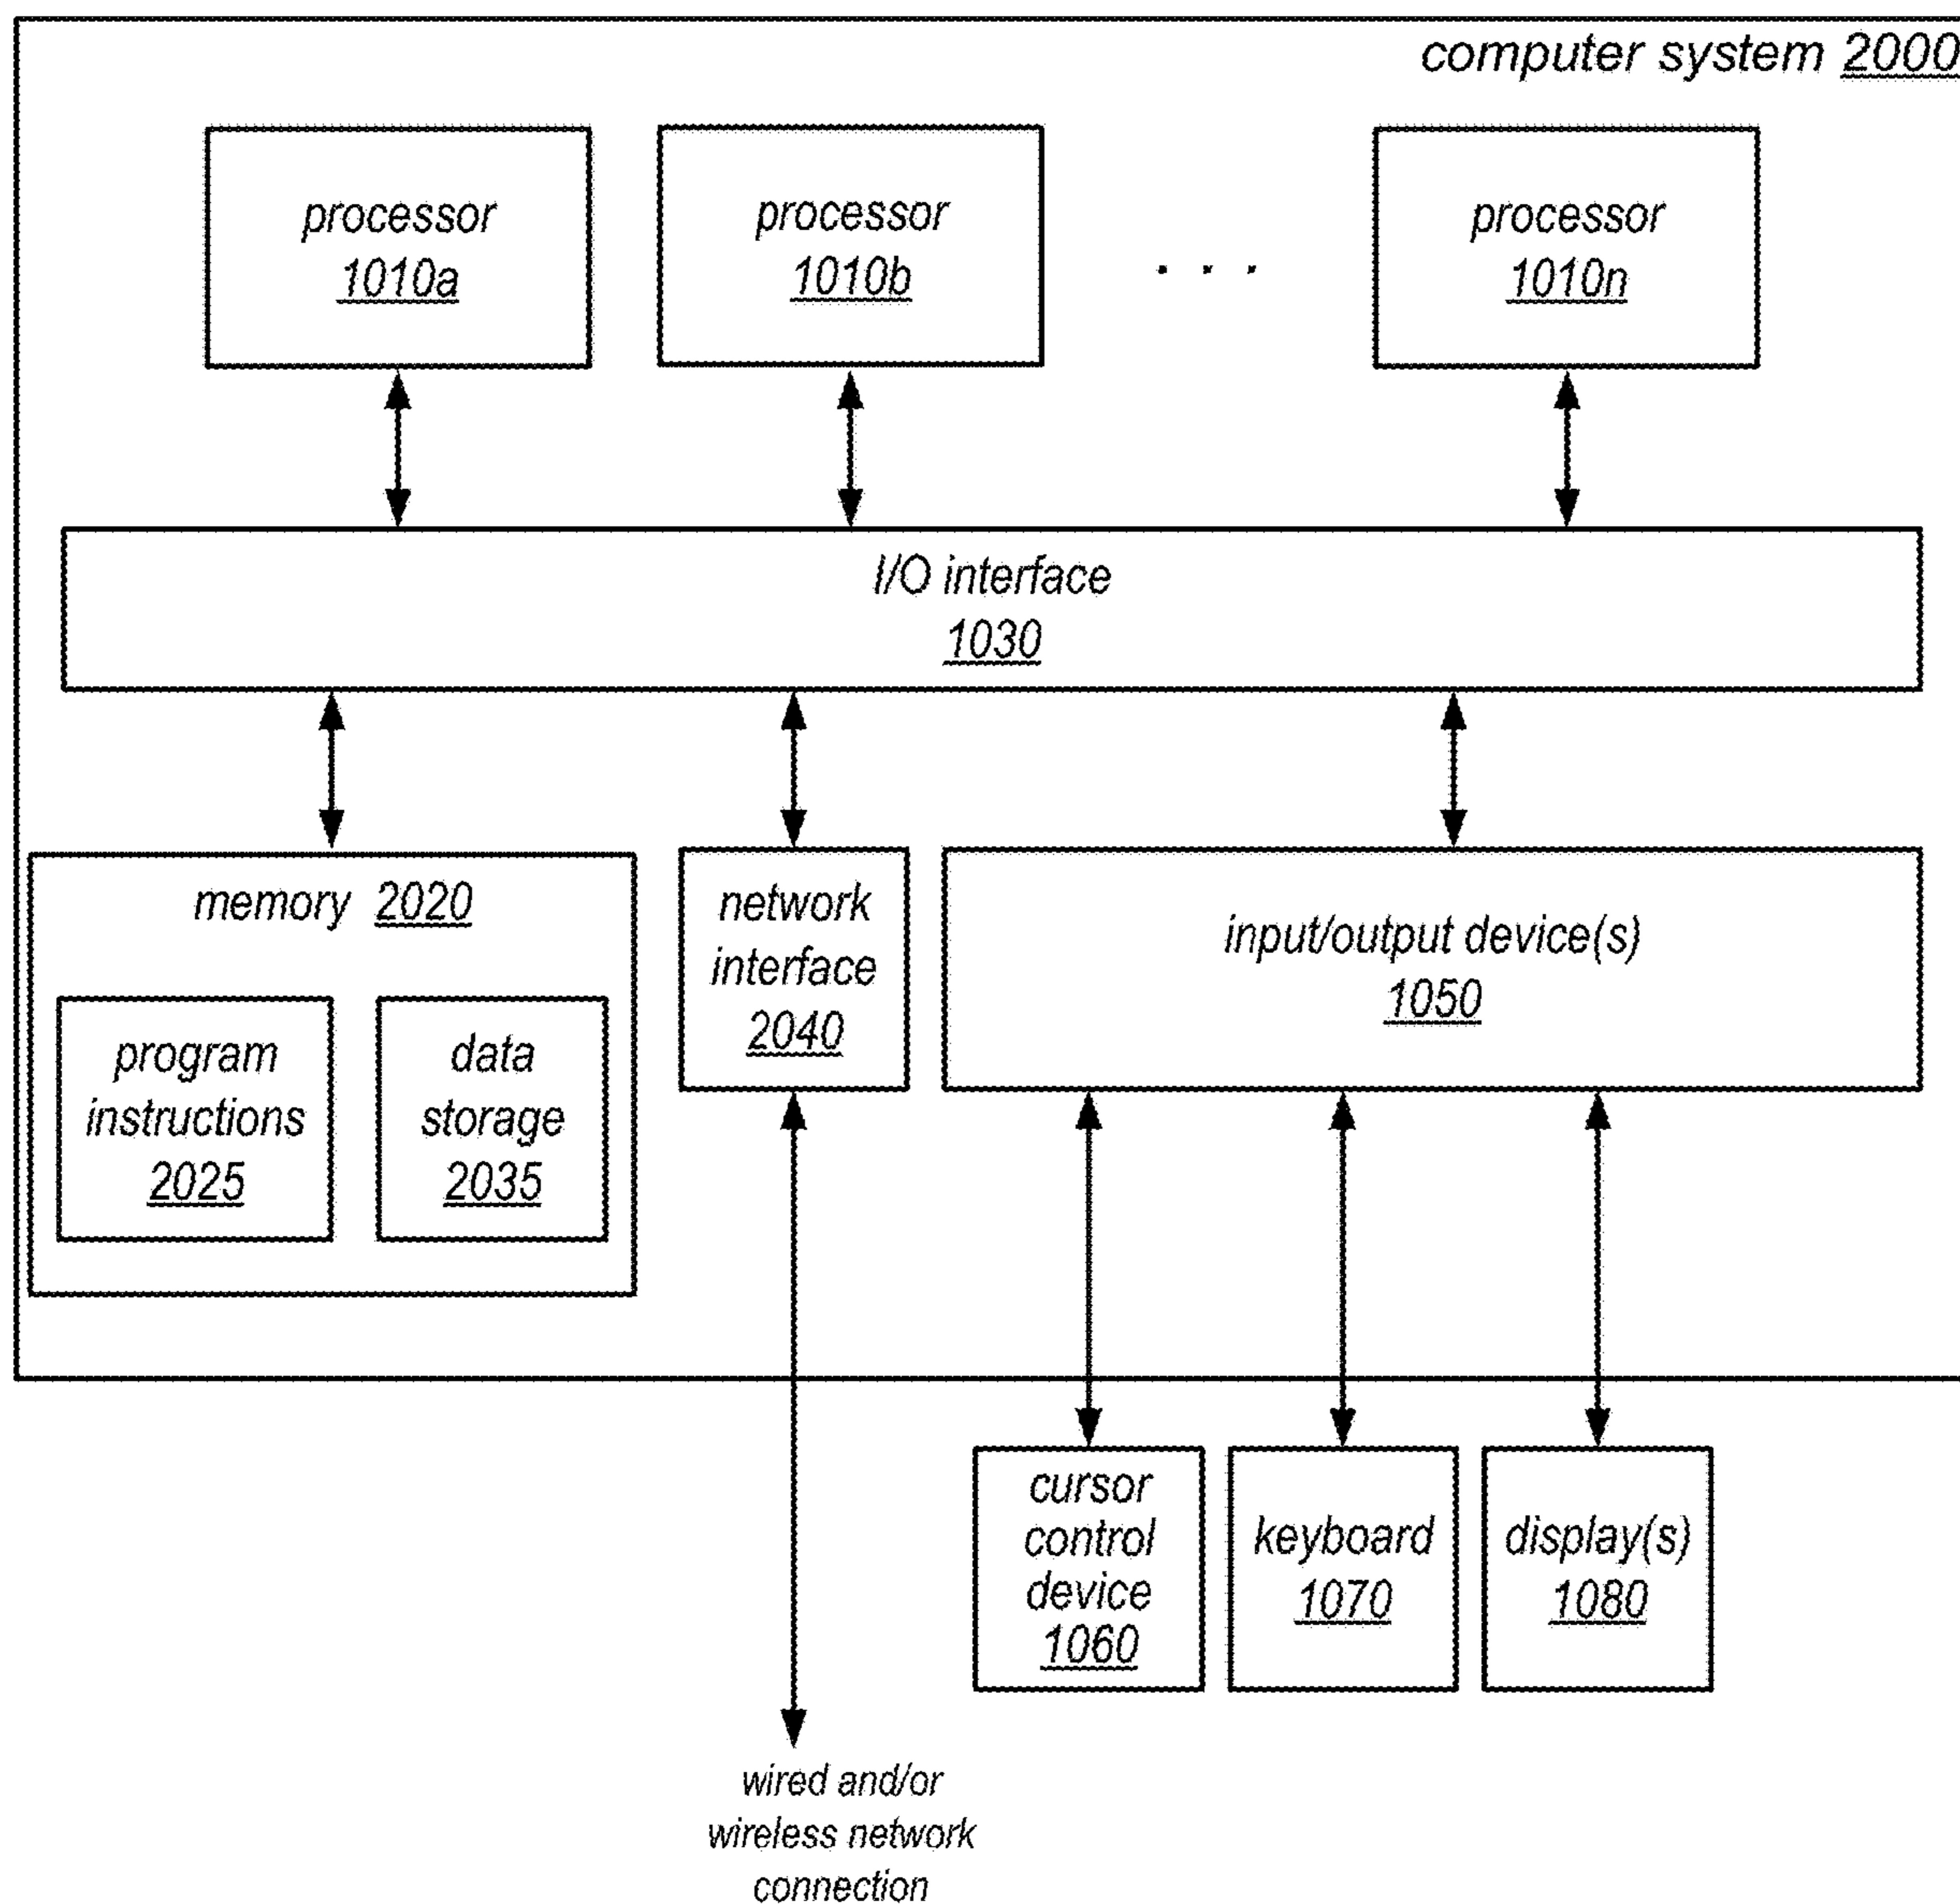 computer system 2000
processor
1010a
processor
1010b
. . .
processor
1010n
I/O interface
1030
memory 2020
program
instructions
2025
data
storage
2035
network
interface
2040
input/output device(s)
1050
cursor
control
device
1060
keyboard
1070
display(s)
1080
wired and/or
wireless network
connection